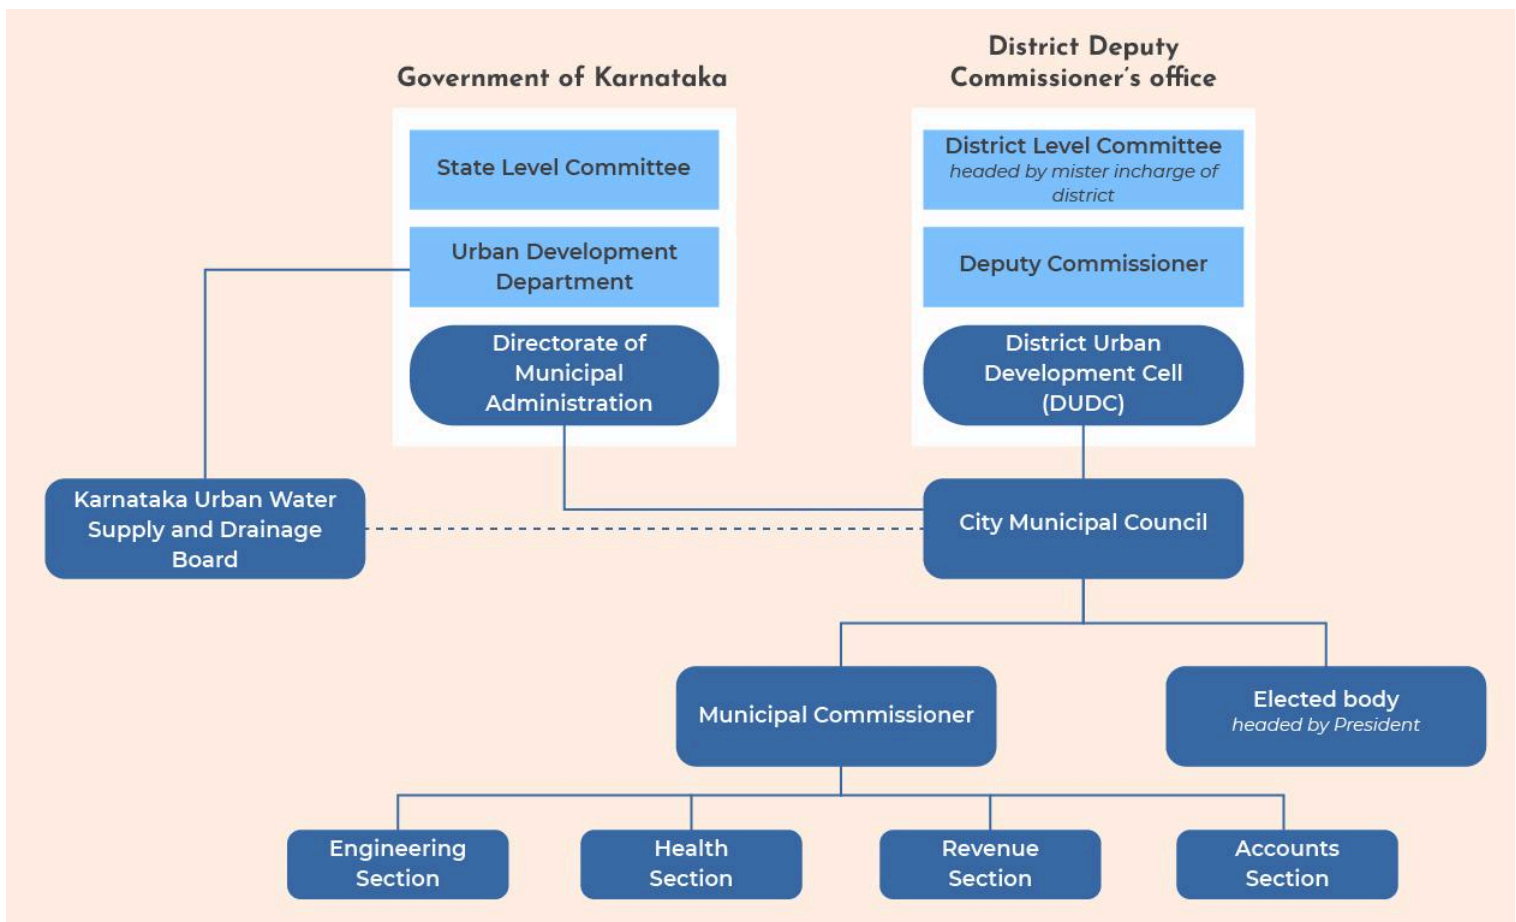 Government of Karnataka
District Deputy
Commissioner's office
State Level Committee
District Level Committee
headed by mister incharge of
district
Urban Development
Department
Deputy Commissioner
Directorate of
Municipal
Administration
District Urban
Development Cell
(DUDC)
Karnataka Urban Water
Supply and Drainage
Board
City Municipal Council
Municipal Commissioner
Elected body
headed by President
Engineering
Section
Health
Section
Revenue
Section
Accounts
Section